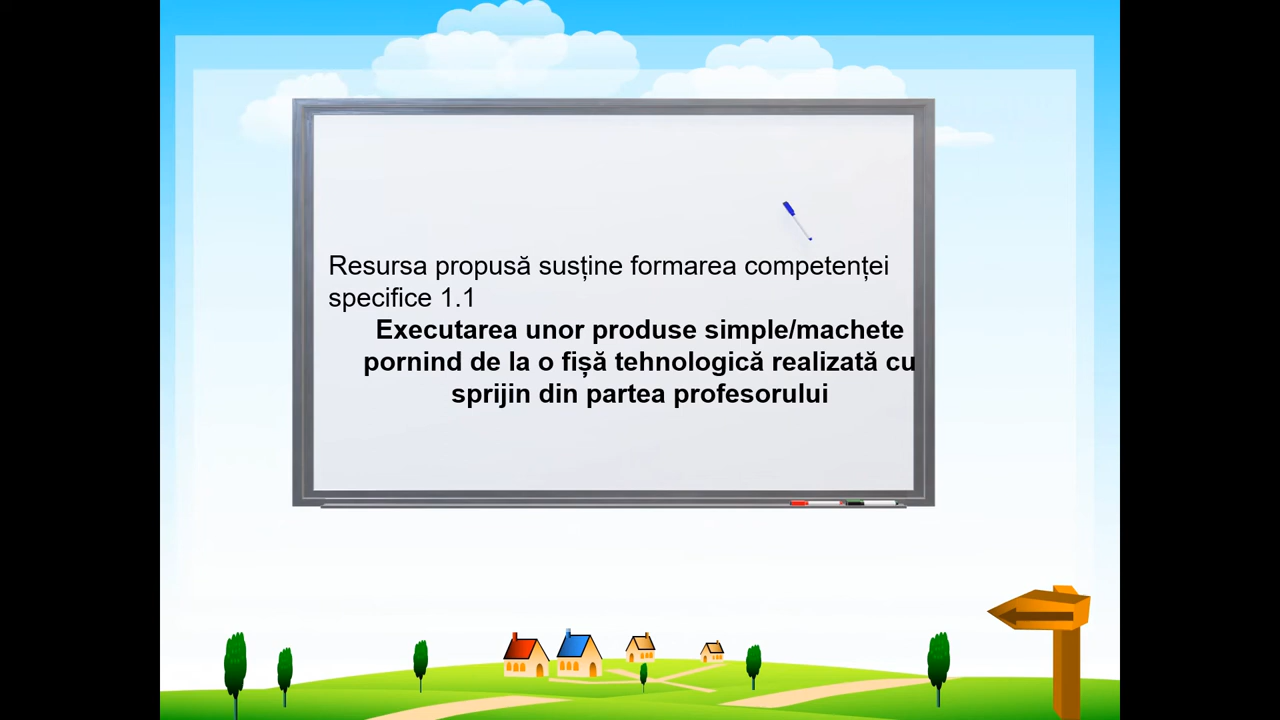 Resursa propusă susține formarea competenței
specifice 1.1
Executarea unor produse simple/machete
pornind de la o fișă tehnologică realizată cu
sprijin din partea profesorului